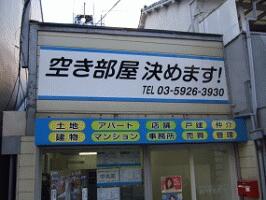 空き部屋 決めます!
TEL 03-5926-3930
土地 アパート 店舗 戸建 仲介
建物 マンション 事務所 売買 管理